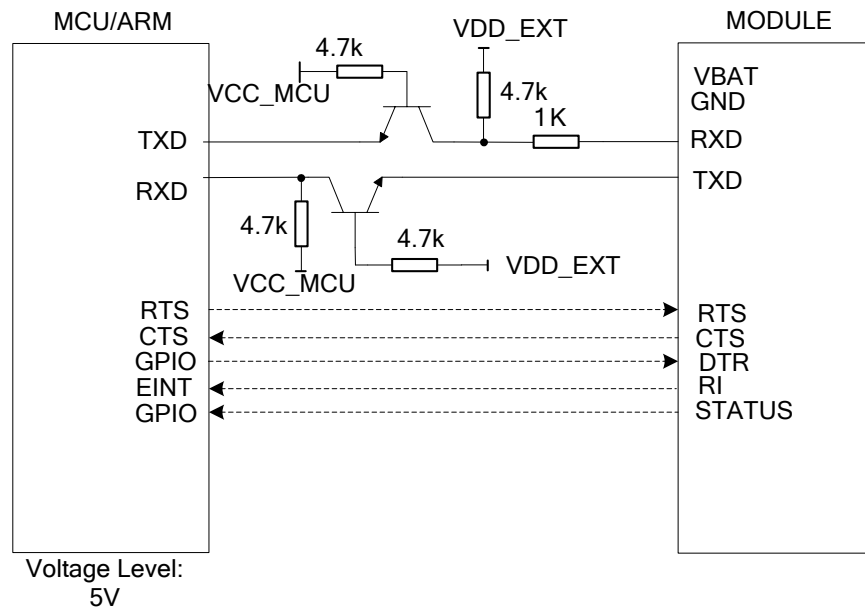 MCU/ARM
MODULE
4.7k
VDD_EXT
VBAT
VCC_MCU
4.7k
GND
1K
TXD
RXD
RXD
TXD
4.7k
4.7k
VDD_EXT
VCC_MCU
RTS
RTS
CTS
CTS
GPIO
DTR
EINT
RI
GPIO
STATUS
Voltage Level:
5V